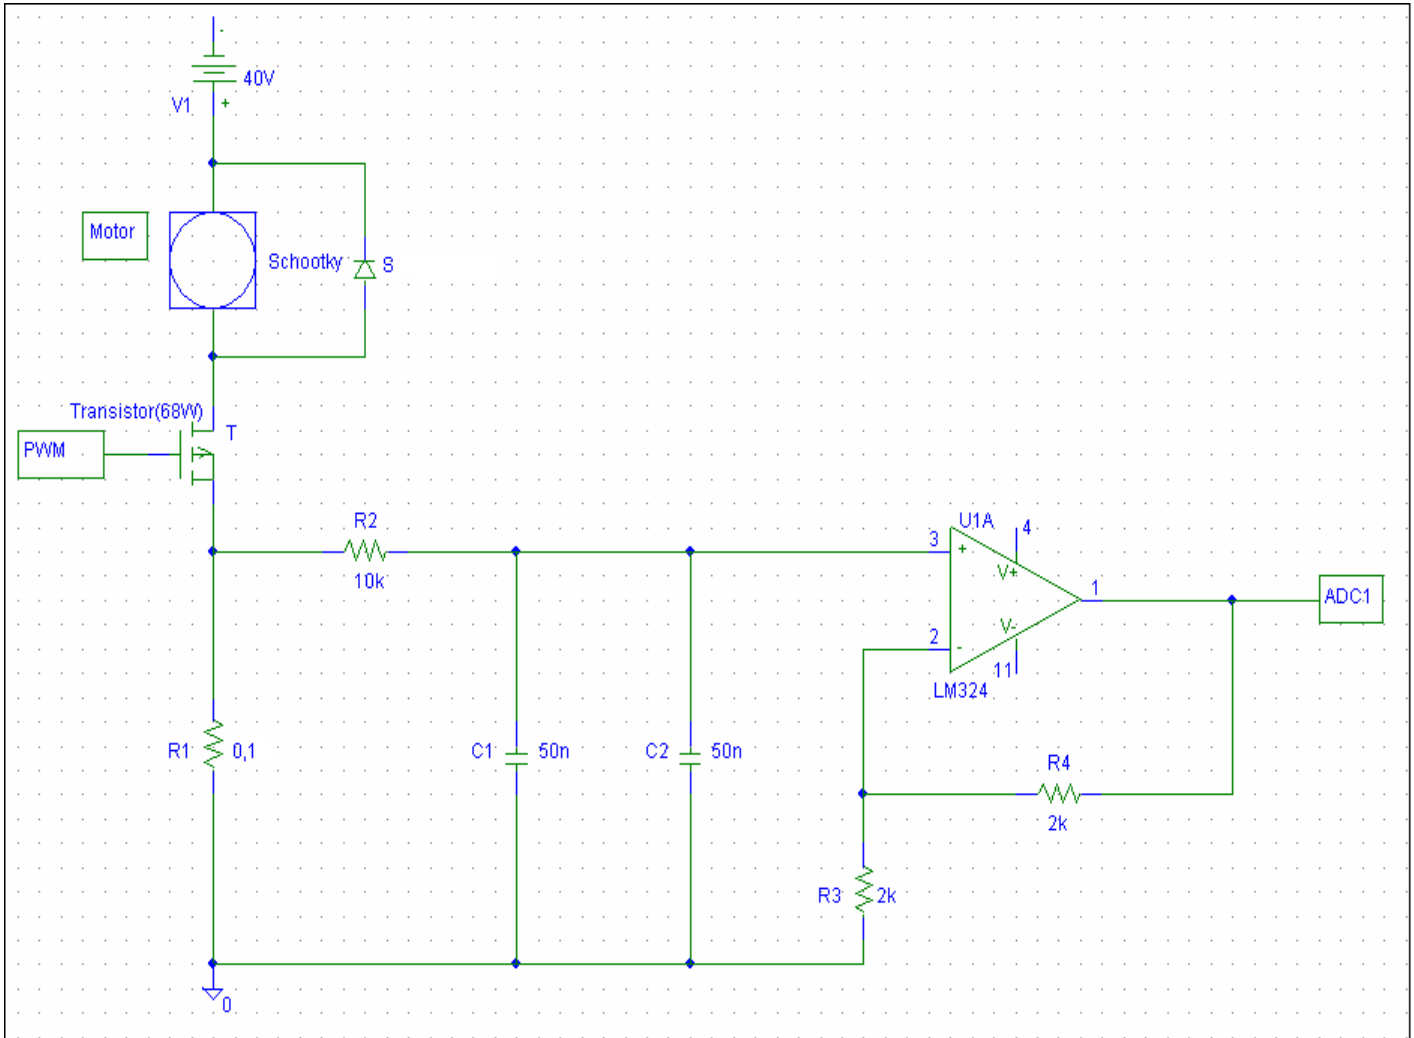 -
40V
V1
+
Motor
Schootky
S
Transistor(68W)
T
PWM
R2
10k
U1A
3
+
4
V+
1
ADC1
V-
2
-
11
LM324
R1
0,1
C1
50n
C2
50n
R4
2k
R3
2k
0